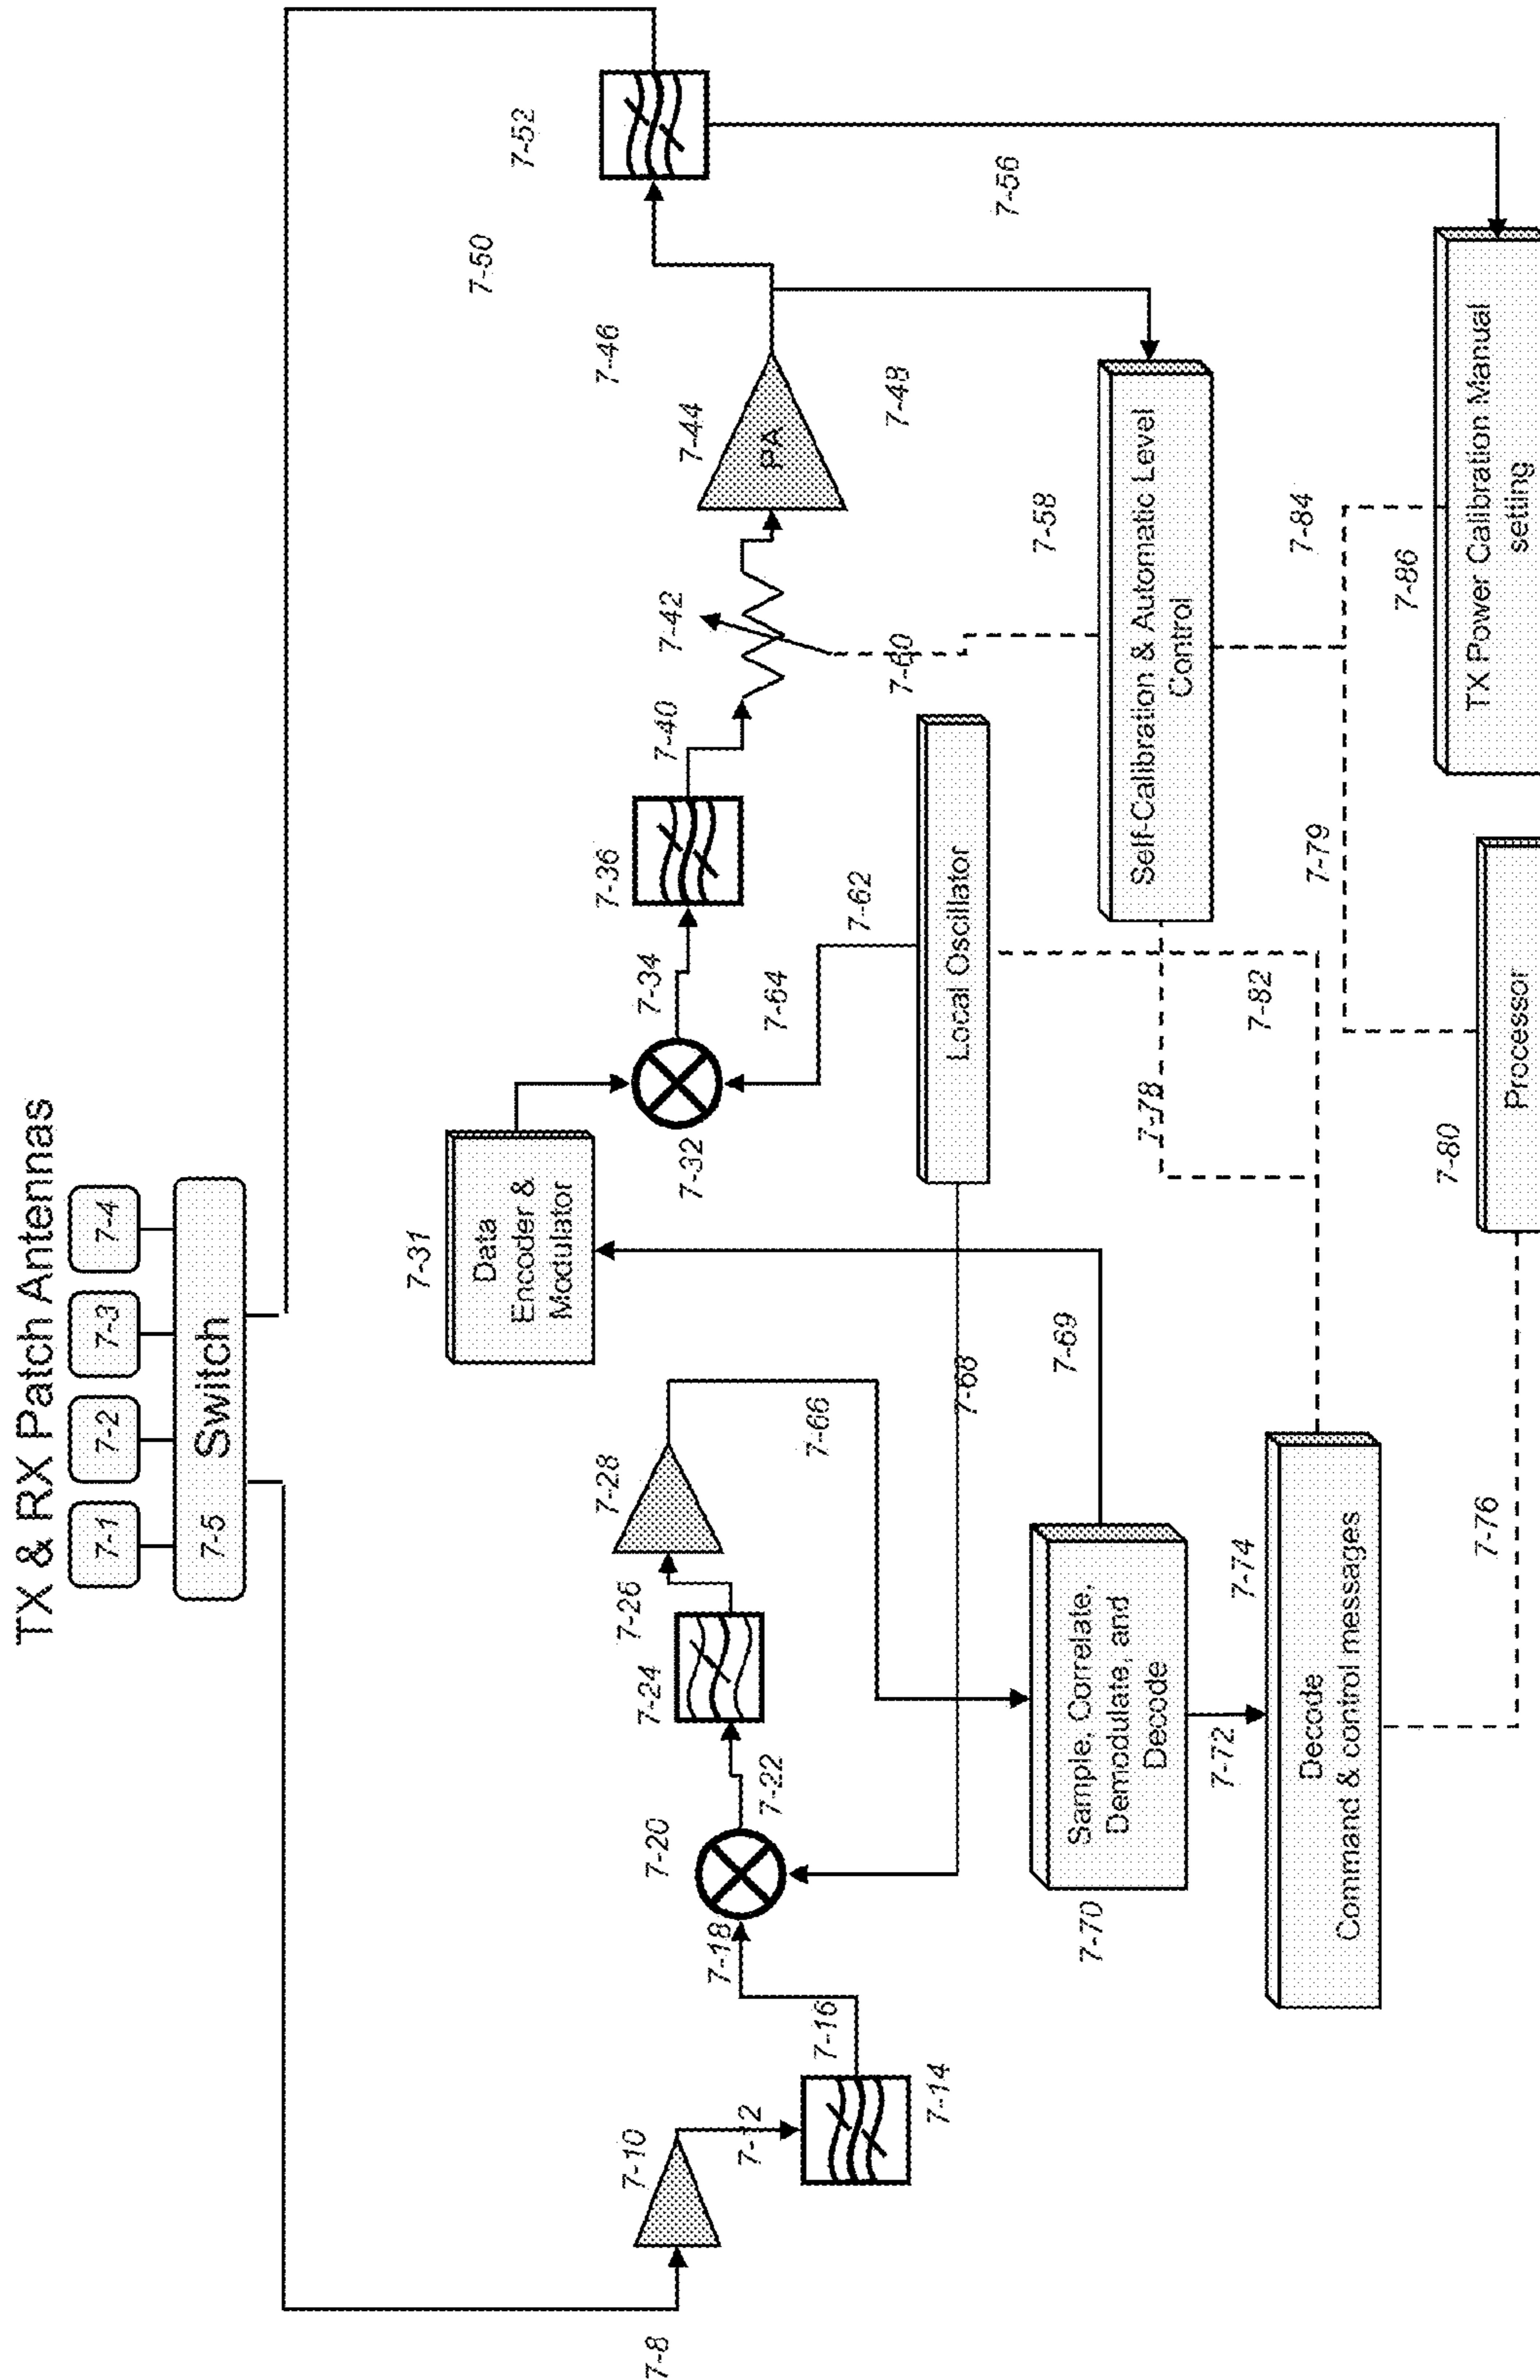 TX & RX Patch Antennas
7-1
7-2
7-3
7-4
7-5
Switch
7-8
7-10
7-12
7-14
7-16
7-18
7-20
7-22
7-24
7-26
7-28
7-66
7-31
Data
Encoder &
Modulator
7-32
7-34
7-36
7-40
7-42
7-44
PA
7-46
7-48
7-50
7-52
7-56
7-64
7-62
7-60
7-58
Local Oscillator
7-68
7-69
Sample, Correlate,
Demodulate, and
Decode
7-70
7-72
7-74
Decode
Command & control messages
7-76
7-78
7-82
7-79
7-84
Self-Calibration & Automatic Level
Control
7-80
Processor
7-86
TX Power Calibration Manual
setting